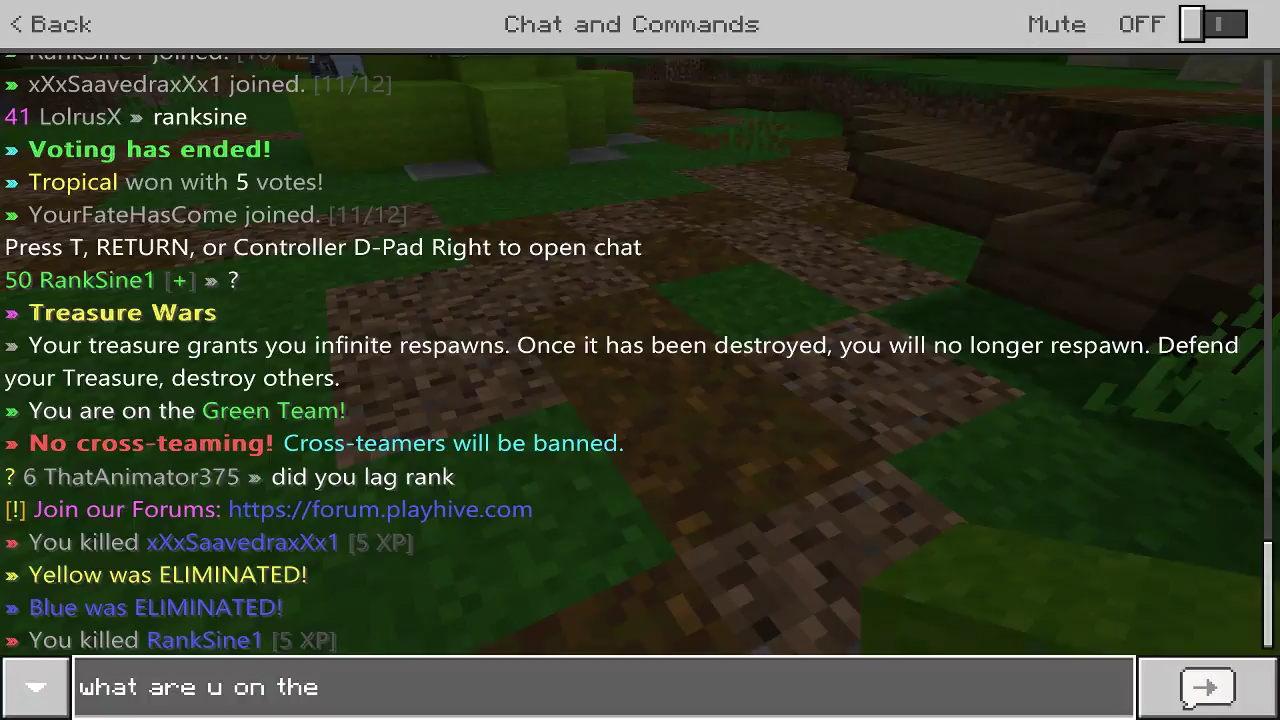 < Back
Chat and Commands
Mute OFF
» RankSine1 joined. [10/12]
» xXxSaavedraxXx1 joined. [11/12]
41 LolrusX » ranksine
» Voting has ended!
» Tropical won with 5 votes!
» YourFateHasCome joined. [11/12]
Press T, RETURN, or Controller D-Pad Right to open chat
50 RankSine1 [+] » ?
» Treasure Wars
» Your treasure grants you infinite respawns. Once it has been destroyed, you will no longer respawn. Defend
your Treasure, destroy others.
» You are on the Green Team!
» No cross-teaming! Cross-teamers will be banned.
? 6 ThatAnimator375 » did you lag rank
[!] Join our Forums: https://forum.playhive.com
» You killed xXxSaavedraxXx1 [5 XP]
» Yellow was ELIMINATED!
» Blue was ELIMINATED!
» You killed RankSine1 [5 XP]
what are u on the